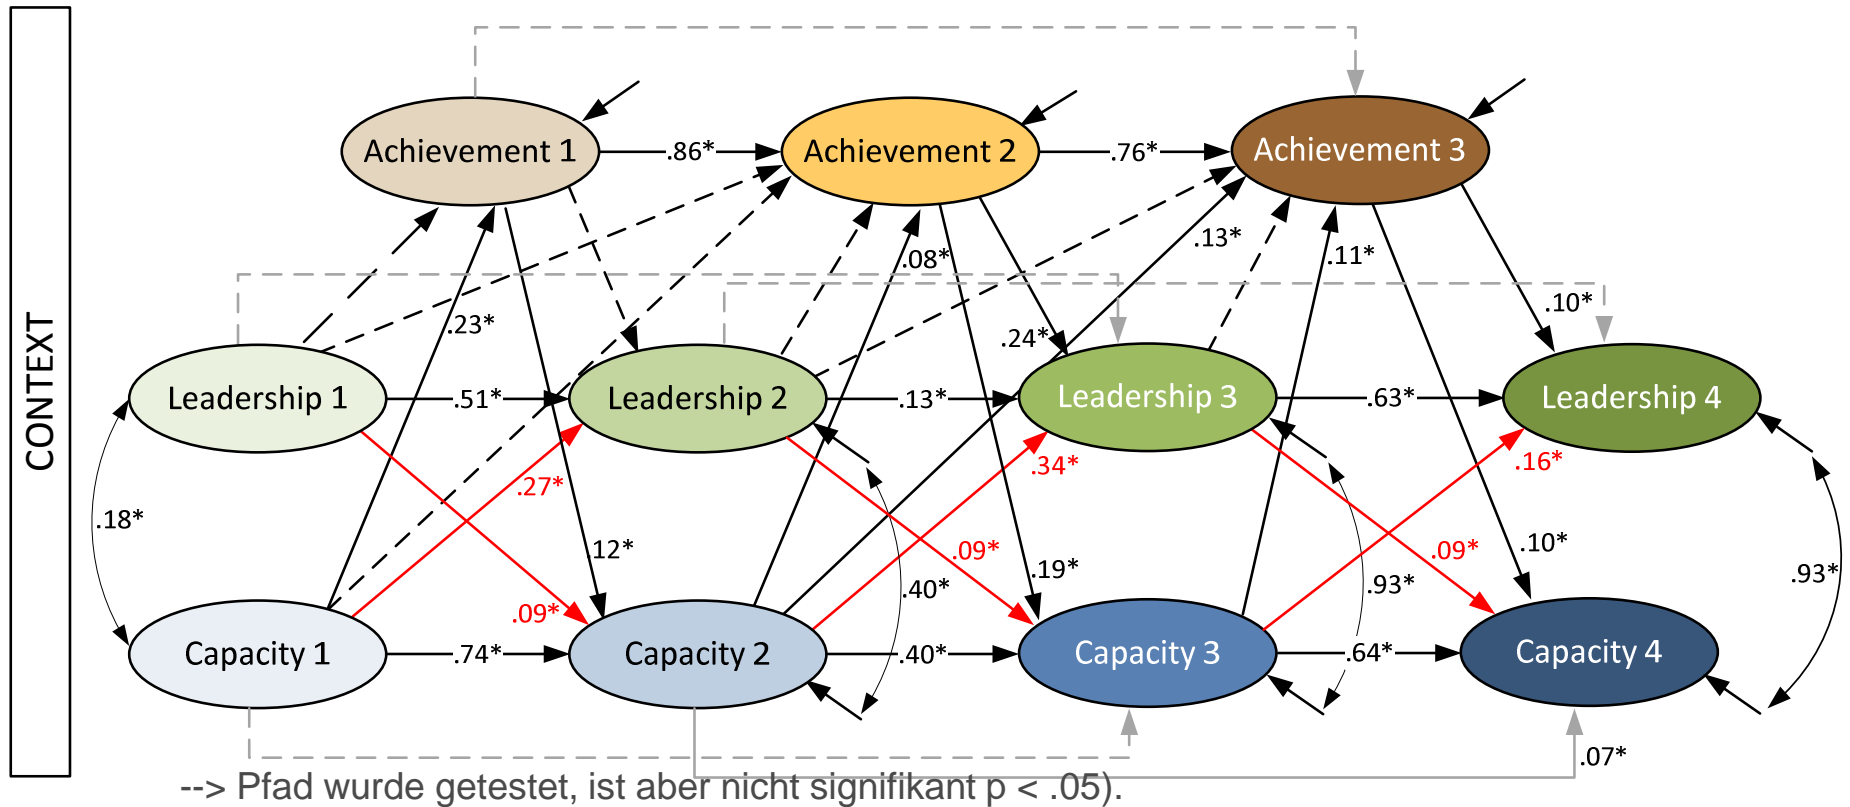 CONTEXT
Achievement 1
.86*
Achievement 2
.76*
Achievement 3
.23*
.08*
.13*
.11*
.24*
.10*
Leadership 1
.51*
Leadership 2
.13*
Leadership 3
.63*
Leadership 4
.18*
.27*
.34*
.16*
.12*
.09*
.09*
.19*
.40*
.93*
.09*
.10*
.93*
Capacity 1
.74*
Capacity 2
.40*
Capacity 3
.64*
Capacity 4
.07*
--> Pfad wurde getestet, ist aber nicht signifikant p < .05).